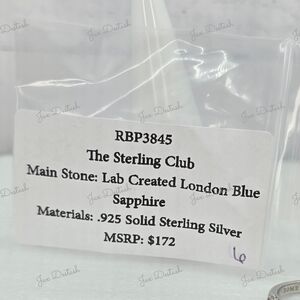 RBP3845
The Sterling Club
Main Stone: Lab Created London Blue
Sapphire
Materials: .925 Solid Sterling Silver
MSRP: $172
6